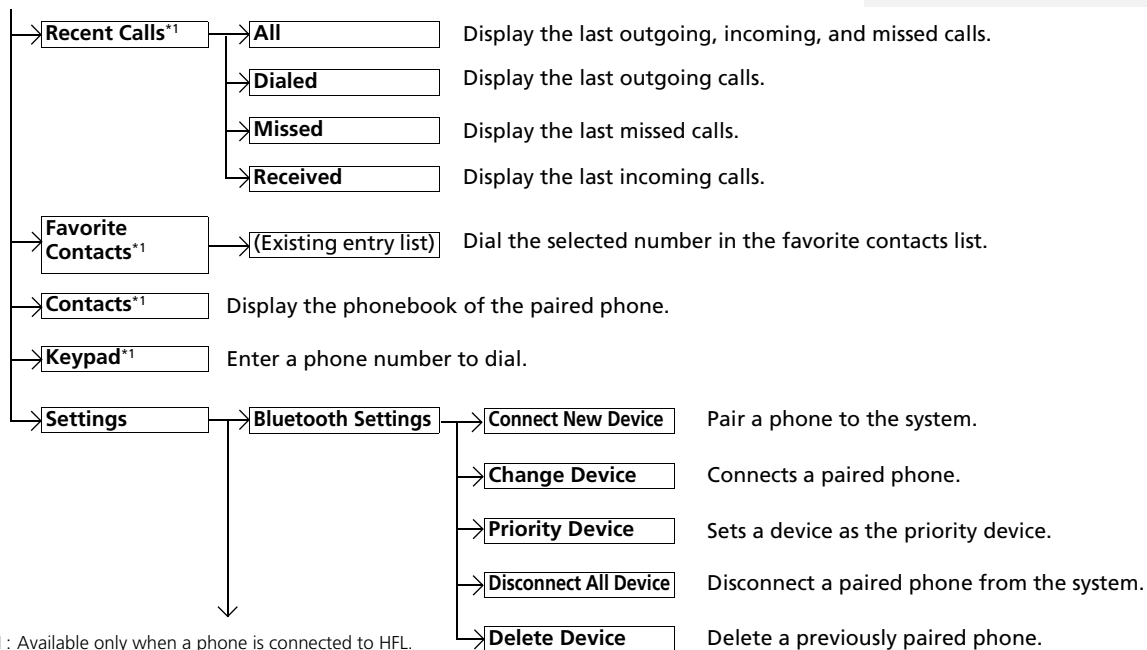 Recent Calls*1 All Display the last outgoing, incoming, and missed calls.
Dialed Display the last outgoing calls.
Missed Display the last missed calls.
Received Display the last incoming calls.
Favorite
Contacts*1 (Existing entry list) Dial the selected number in the favorite contacts list.
Contacts*1 Display the phonebook of the paired phone.
Keypad*1 Enter a phone number to dial.
Settings Bluetooth Settings Connect New Device Pair a phone to the system.
Change Device Connects a paired phone.
Priority Device Sets a device as the priority device.
Disconnect All Device Disconnect a paired phone from the system.
Delete Device Delete a previously paired phone.
: Available only when a phone is connected to HFL.